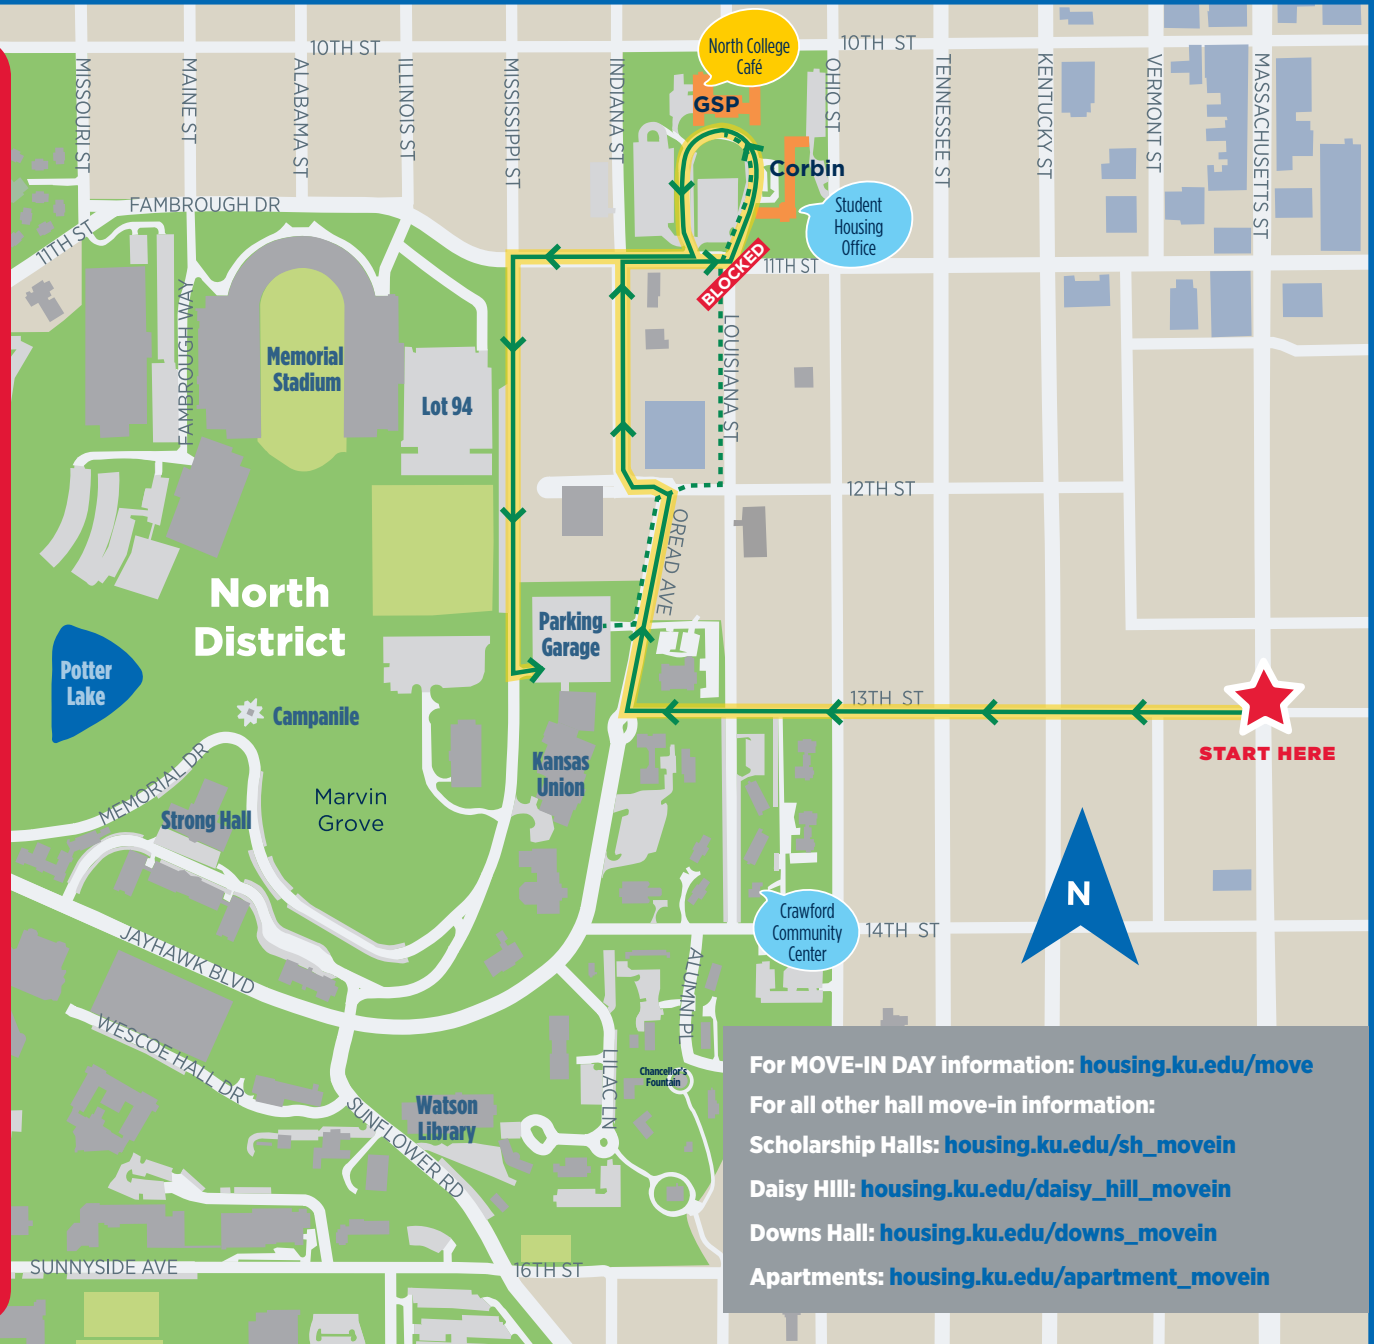 10TH ST
10TH ST
North College
Café
GSP
Corbin
Student
Housing
Office
MISSOURI ST
MAINE ST
ALABAMA ST
ILLINOIS ST
MISSISSIPPI ST
INDIANA ST
OHIO ST
TENNESSEE ST
KENTUCKY ST
VERMONT ST
MASSACHUSETTS ST
FAMBROUGH DR
11TH ST
BLOCKED
11TH ST
FAMBROUGH WAY
LOUISIANA ST
Memorial
Stadium
Lot 94
12TH ST
OREAD AVE
North
District
Parking
Garage
Potter
Lake
Campanile
13TH ST
START HERE
Kansas
Union
MEMORIAL DR
Marvin
Grove
Strong Hall
N
Crawford
Community
Center
14TH ST
JAYHAWK BLVD
ALUMNI PL
WESCOE HALL DR
LILAC LN
Chancellor's
Fountain
SUNFLOWER RD
Watson
Library
SUNNYSIDE AVE
16TH ST
For MOVE-IN DAY information: housing.ku.edu/move
For all other hall move-in information:
Scholarship Halls: housing.ku.edu/sh_movein
Daisy HIll: housing.ku.edu/daisy_hill_movein
Downs Hall: housing.ku.edu/downs_movein
Apartments: housing.ku.edu/apartment_movein